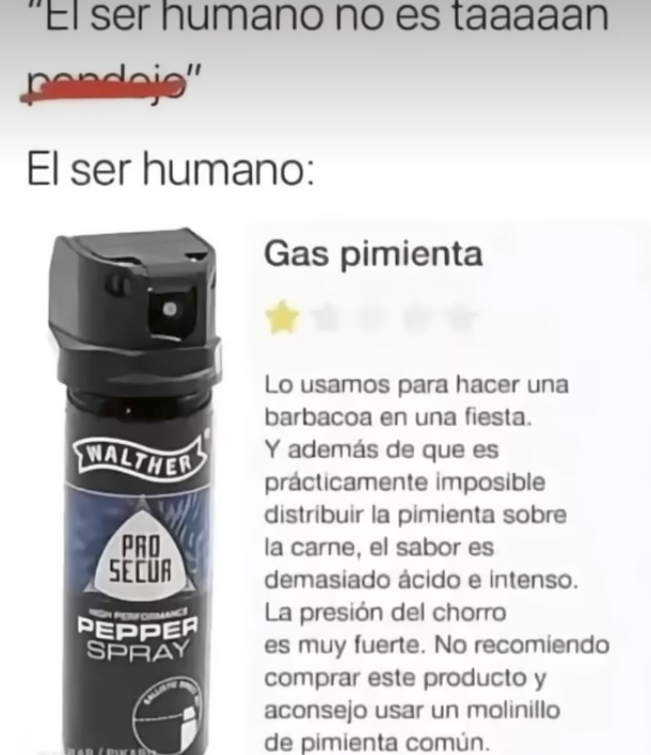 "El ser humano no es taaaaan
pendejo"
El ser humano:
Gas pimienta
Lo usamos para hacer una
barbacoa en una fiesta.
Y además de que es
prácticamente imposible
distribuir la pimienta sobre
la carne, el sabor es
demasiado ácido e intenso.
La presión del chorro
es muy fuerte. No recomiendo
comprar este producto y
aconsejo usar un molinillo
de pimienta común.
WALTHER
PRO
SECUR
HIGH PERFORMANCE
PEPPER
SPRAY